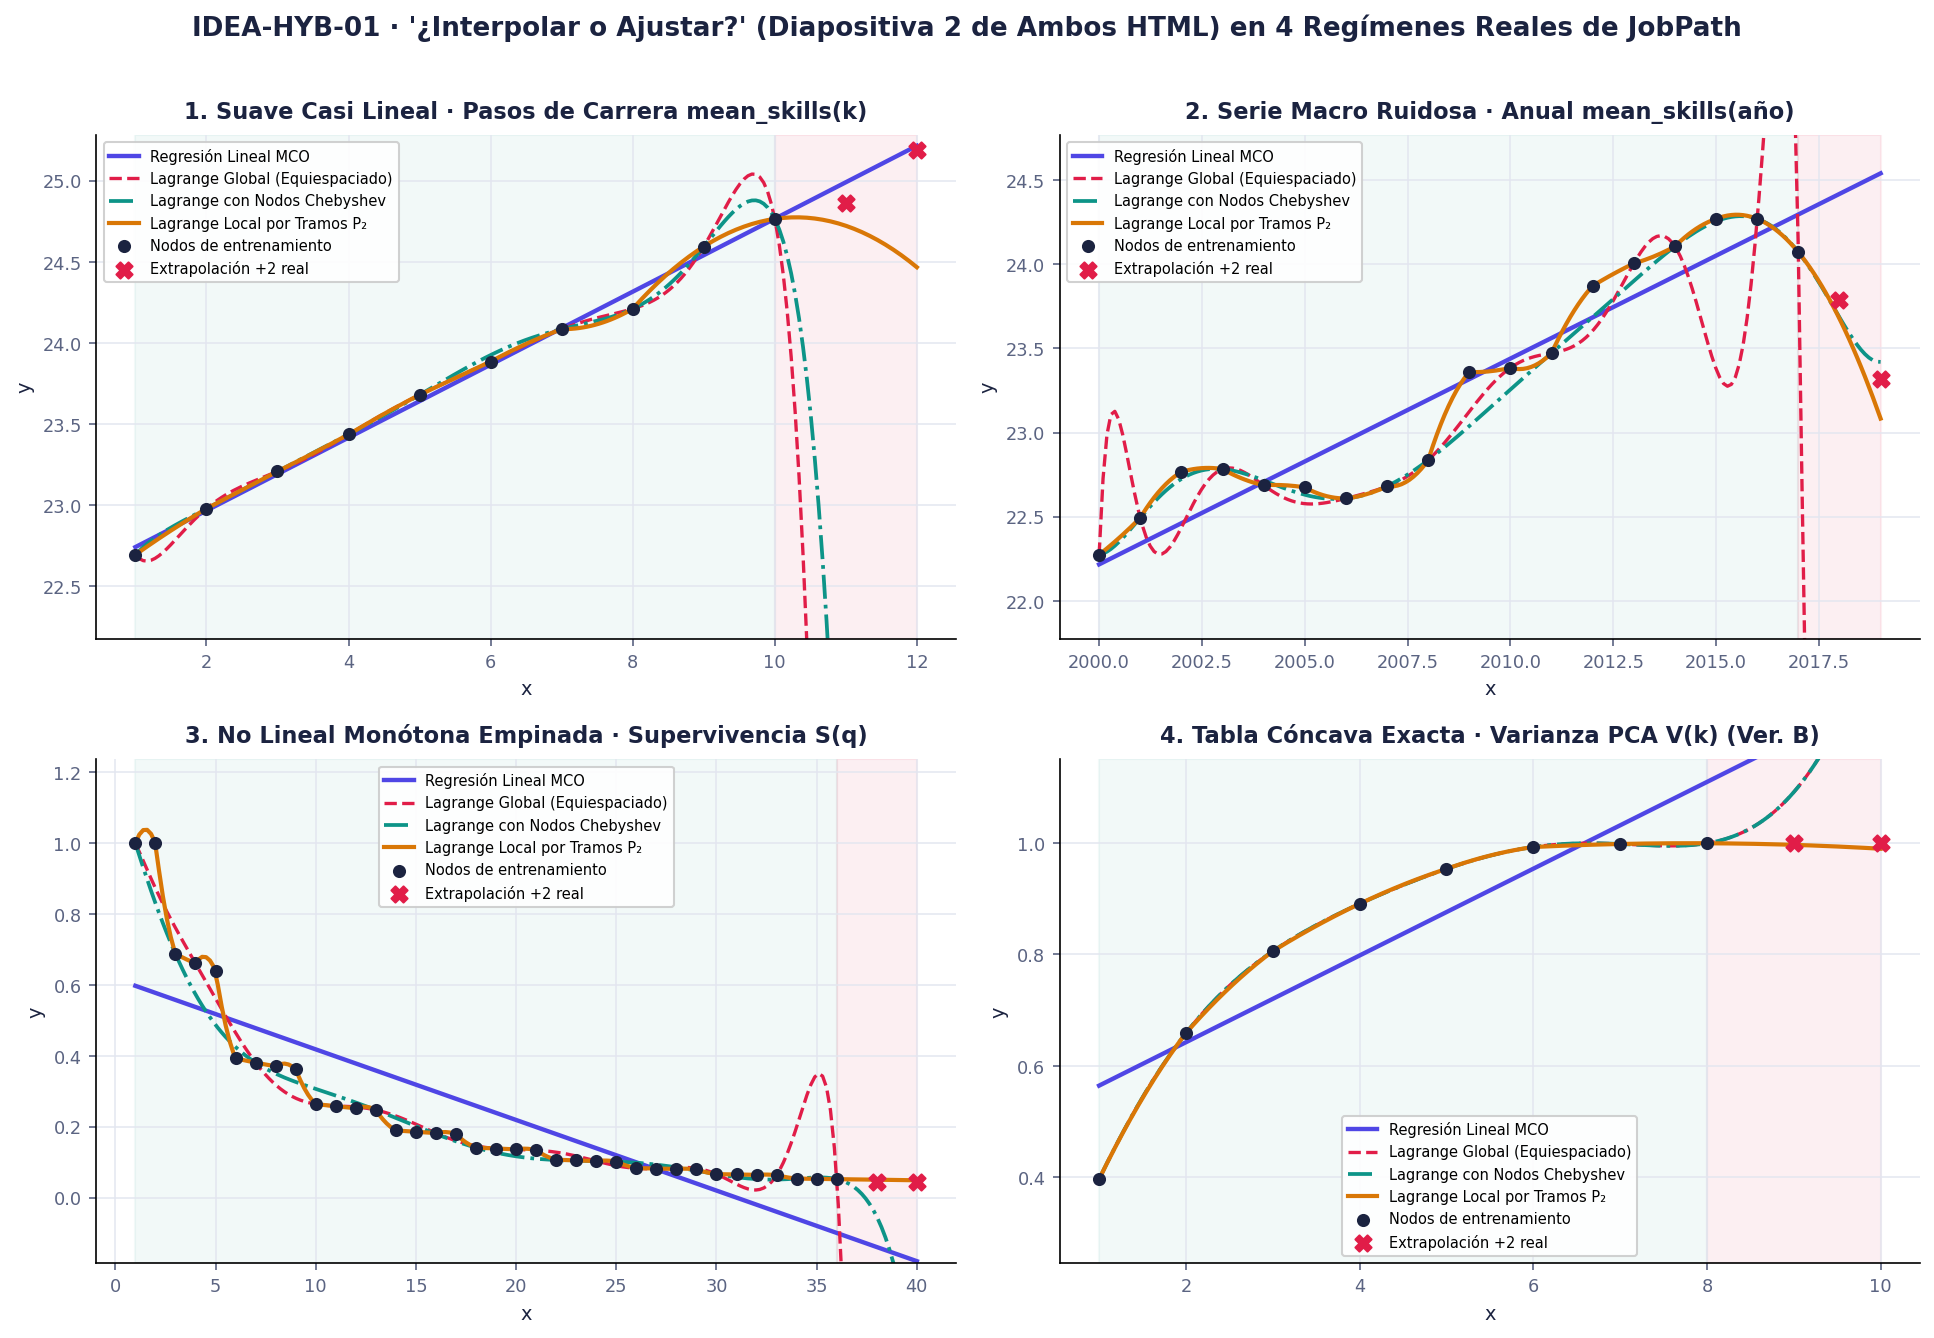 IDEA-HYB-01 · '¿Interpolar o Ajustar?' (Diapositiva 2 de Ambos HTML) en 4 Regímenes Reales de JobPath
1. Suave Casi Lineal · Pasos de Carrera mean_skills(k)
Regresión Lineal MCO
Lagrange Global (Equiespaciado)
Lagrange con Nodos Chebyshev
Lagrange Local por Tramos P₂
Nodos de entrenamiento
Extrapolación +2 real
25.0
24.5
24.0
23.5
23.0
22.5
y
2 4 6 8 10 12
x
2. Serie Macro Ruidosa · Anual mean_skills(año)
Regresión Lineal MCO
Lagrange Global (Equiespaciado)
Lagrange con Nodos Chebyshev
Lagrange Local por Tramos P₂
Nodos de entrenamiento
Extrapolación +2 real
24.5
24.0
23.5
23.0
22.5
22.0
y
2000.0 2002.5 2005.0 2007.5 2010.0 2012.5 2015.0 2017.5
x
3. No Lineal Monótona Empinada · Supervivencia S(q)
Regresión Lineal MCO
Lagrange Global (Equiespaciado)
Lagrange con Nodos Chebyshev
Lagrange Local por Tramos P₂
Nodos de entrenamiento
Extrapolación +2 real
1.2
1.0
0.8
0.6
0.4
0.2
0.0
y
0 5 10 15 20 25 30 35 40
x
4. Tabla Cóncava Exacta · Varianza PCA V(k) (Ver. B)
1.0
0.8
0.6
0.4
y
Regresión Lineal MCO
Lagrange Global (Equiespaciado)
Lagrange con Nodos Chebyshev
Lagrange Local por Tramos P₂
Nodos de entrenamiento
Extrapolación +2 real
2 4 6 8 10
x